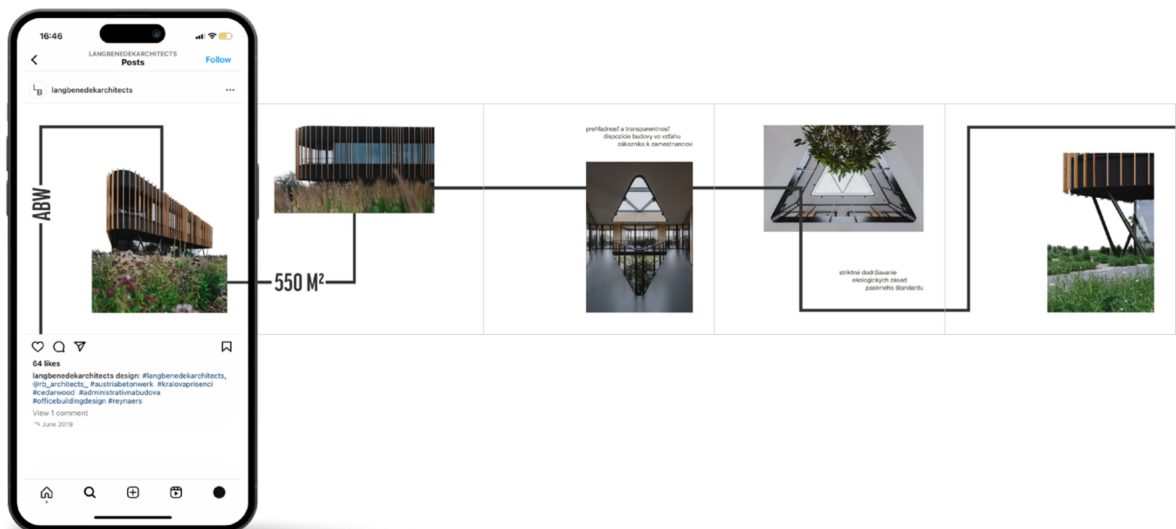 16:46
LANGBENEDEKARCHITECTS
Posts
Follow
LB
langbenedekarchitects
ABW
550 M²
prehľadnosť a transparentnosť
dispozície budovy vo vzťahu
zákazníka k zamestnancovi
striktné dodržiavanie
ekologických zásad
pasívneho štandardu
64 likes
langbenedekarchitects design: #langbenedekarchitects,
@rb_architects_ #austriabetonwerk #kralovaprisenci
#cedarwood #administrativnabudova
#officebuildingdesign #reynaers
View 1 comment
June 2019